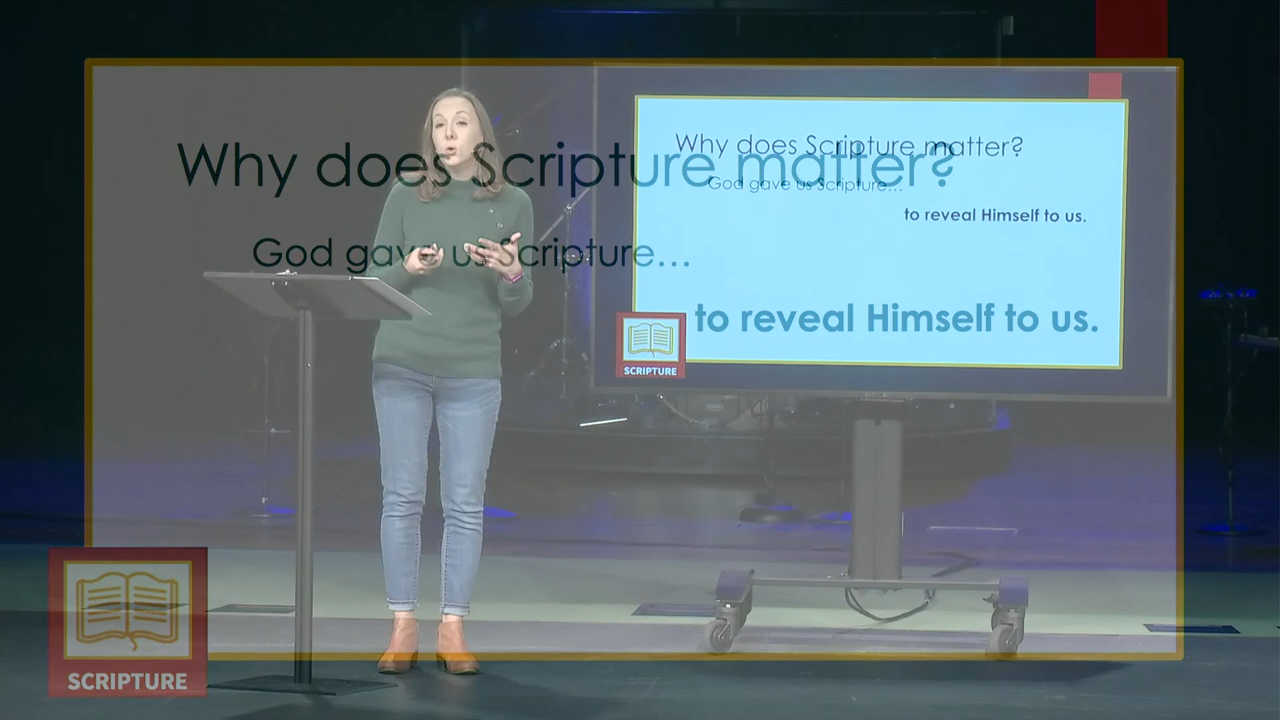 Why does Scripture matter?
God gave us Scripture...
to reveal Himself to us.
SCRIPTURE
Why does Scripture matter?
God gave us Scripture...
to reveal Himself to us.
SCRIPTURE